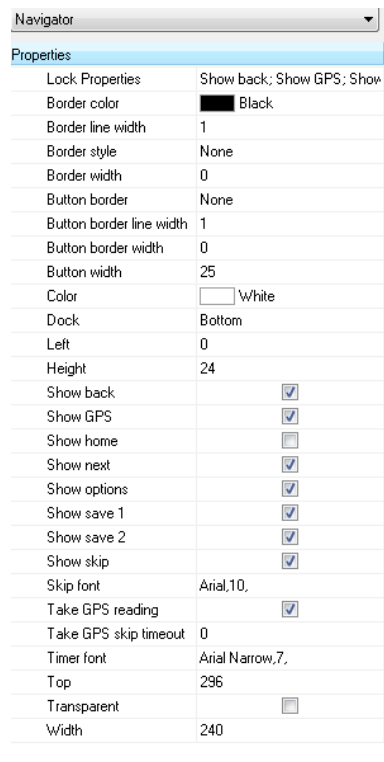 Navigator
Properties
Lock Properties Show back; Show GPS; Show
Border color Black
Border line width 1
Border style None
Border width 0
Button border None
Button border line width 1
Button border width 0
Button width 25
Color White
Dock Bottom
Left 0
Height 24
Show back
Show GPS
Show home
Show next
Show options
Show save 1
Show save 2
Show skip
Skip font Arial,10,
Take GPS reading
Take GPS skip timeout 0
Timer font Arial Narrow,7,
Top 296
Transparent
Width 240